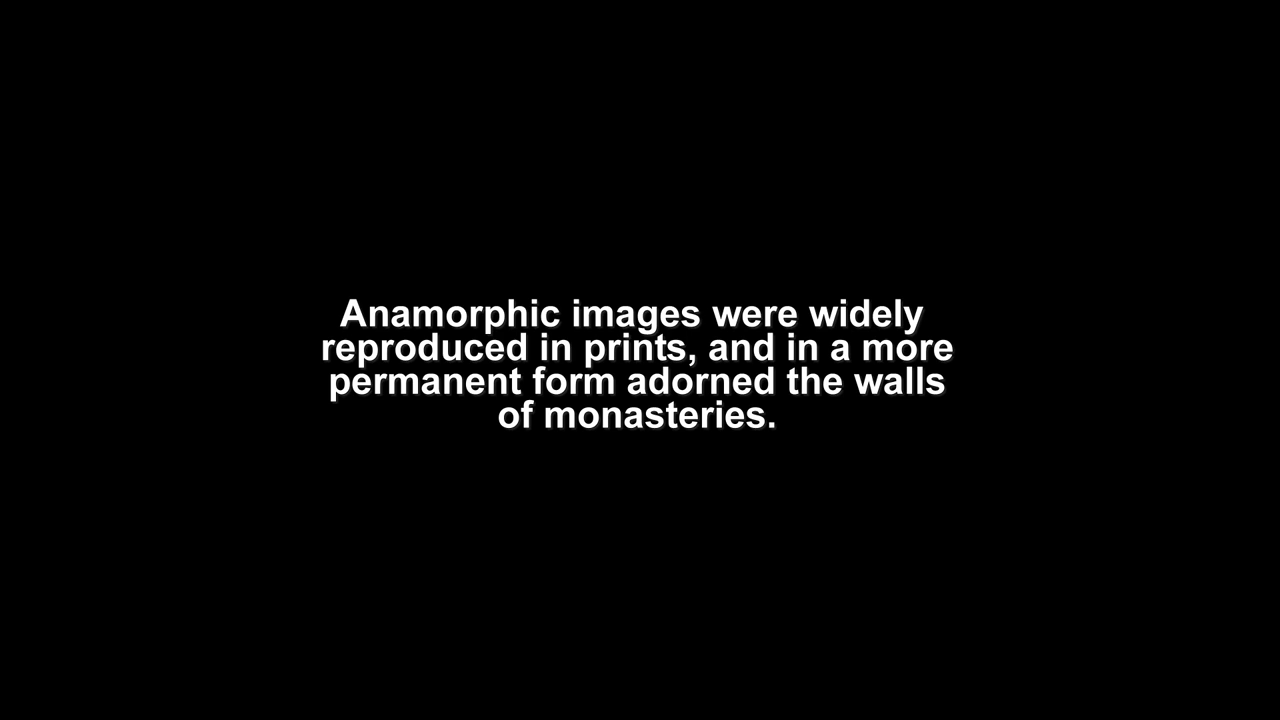 Anamorphic images were widely
reproduced in prints, and in a more
permanent form adorned the walls
of monasteries.